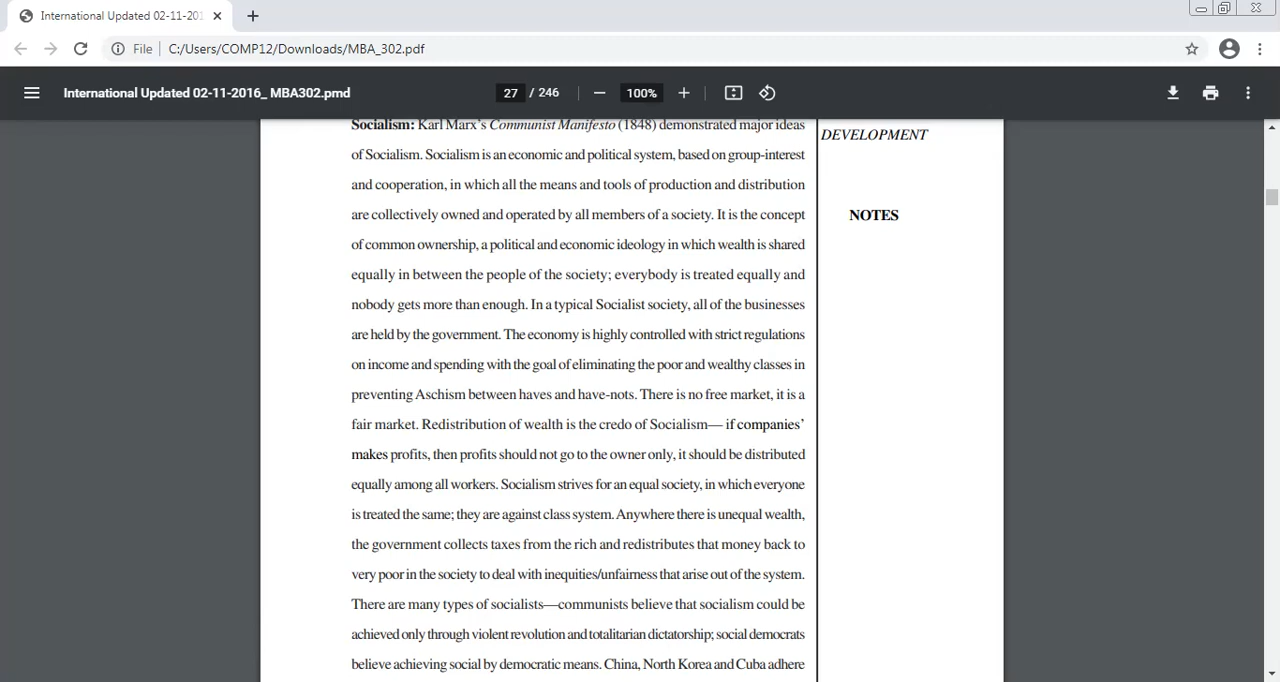 International Updated 02-11-201
File
C:/Users/COMP12/Downloads/MBA_302.pdf
International Updated 02-11-2016_ MBA302.pmd
27 / 246
100%
Socialism: Karl Marx’s Communist Manifesto (1848) demonstrated major ideas
of Socialism. Socialism is an economic and political system, based on group-interest
and cooperation, in which all the means and tools of production and distribution
are collectively owned and operated by all members of a society. It is the concept
of common ownership, a political and economic ideology in which wealth is shared
equally in between the people of the society; everybody is treated equally and
nobody gets more than enough. In a typical Socialist society, all of the businesses
are held by the government. The economy is highly controlled with strict regulations
on income and spending with the goal of eliminating the poor and wealthy classes in
preventing Aschism between haves and have-nots. There is no free market, it is a
fair market. Redistribution of wealth is the credo of Socialism— if companies’
makes profits, then profits should not go to the owner only, it should be distributed
equally among all workers. Socialism strives for an equal society, in which everyone
is treated the same; they are against class system. Anywhere there is unequal wealth,
the government collects taxes from the rich and redistributes that money back to
very poor in the society to deal with inequities/unfairness that arise out of the system.
There are many types of socialists—communists believe that socialism could be
achieved only through violent revolution and totalitarian dictatorship; social democrats
believe achieving social by democratic means. China, North Korea and Cuba adhere
DEVELOPMENT
NOTES